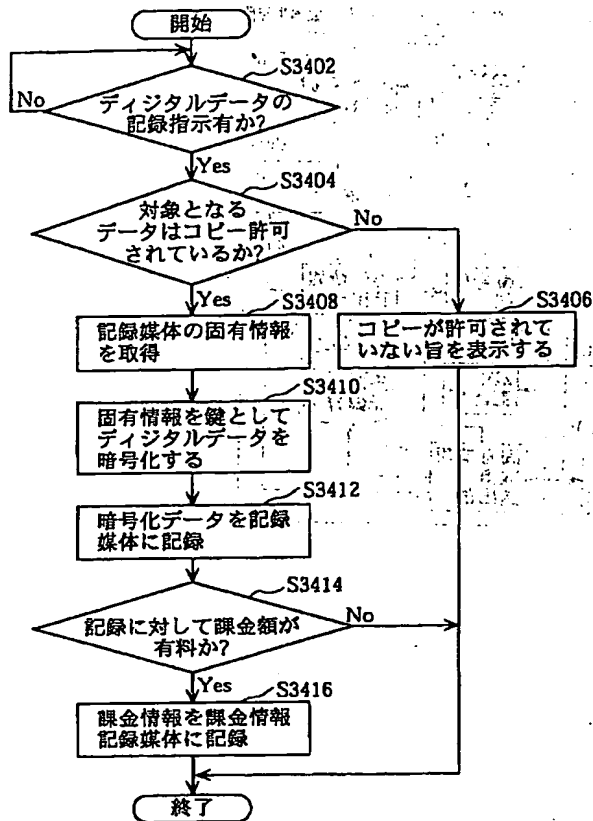 開始
S3402
No
ディジタルデータの
記録指示有か?
Yes
S3404
対象となる
データはコピー許可
されているか?
No
Yes
S3408
記録媒体の固有情報
を取得
S3406
コピーが許可されて
いない旨を表示する
S3410
固有情報を鍵として
ディジタルデータを
暗号化する
S3412
暗号化データを記録
媒体に記録
S3414
記録に対して課金額が
有料か?
No
Yes
S3416
課金情報を課金情報
記録媒体に記録
終了